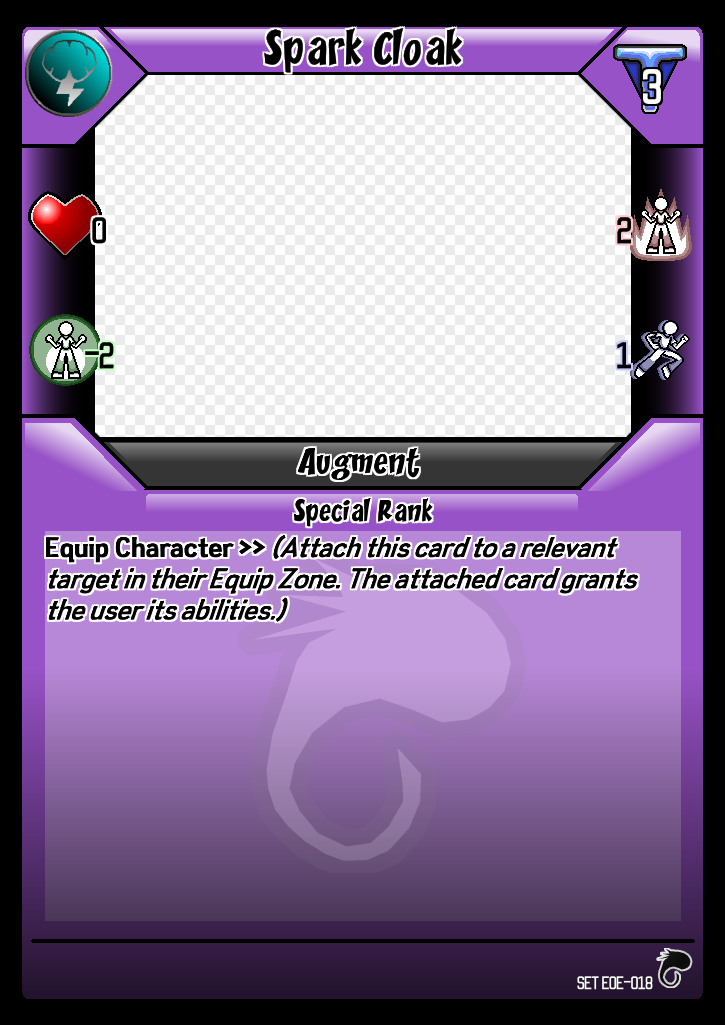 Spark Cloak
3
0
2
-2
1
Augment
Special Rank
Equip Character >> (Attach this card to a relevant
target in their Equip Zone. The attached card grants
the user its abilities.)
SET EOE-018